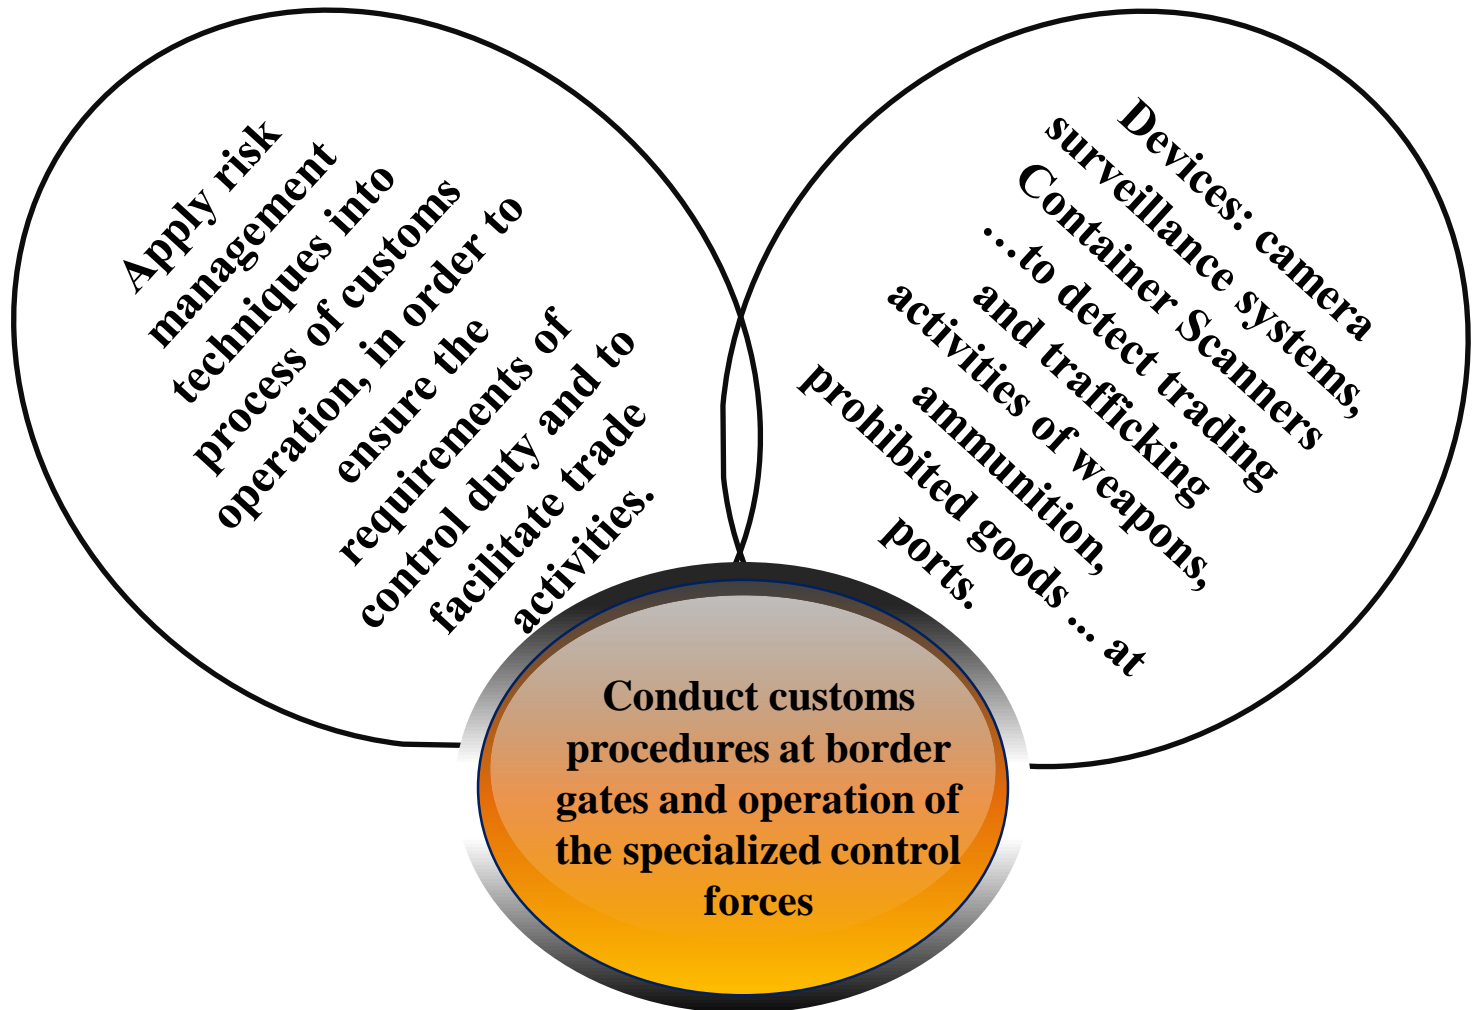 Apply risk
management
techniques into
process of customs
operation, in order to
ensure the
requirements of
control duty and to
facilitate trade
activities.
Devices: camera
surveillance systems,
Container Scanners
...to detect trading
and trafficking
activities of weapons,
ammunition,
prohibited goods ... at
ports.
Conduct customs
procedures at border
gates and operation of
the specialized control
forces